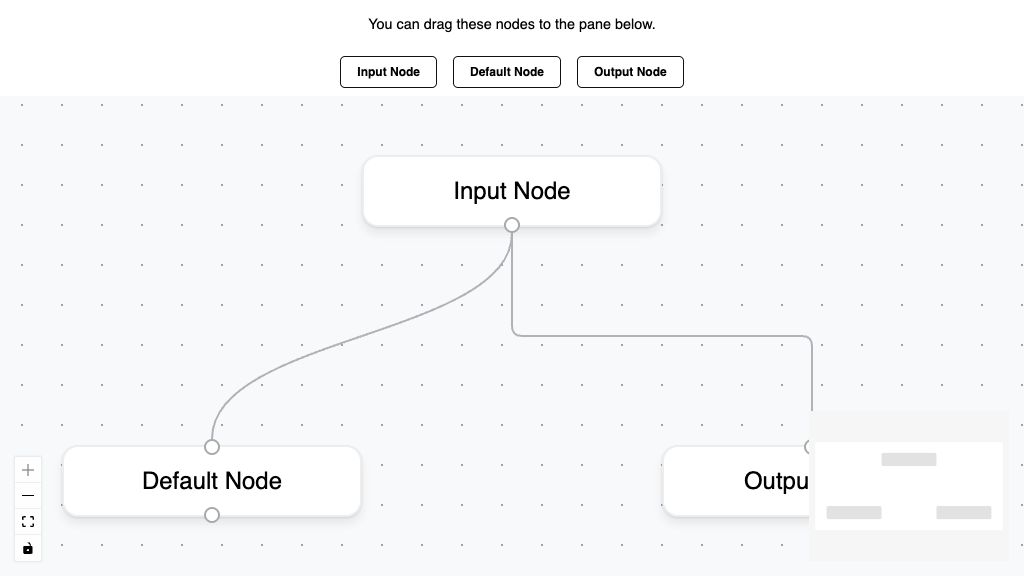 You can drag these nodes to the pane below.
Input Node
Default Node
Output Node
Input Node
Default Node
Outpu